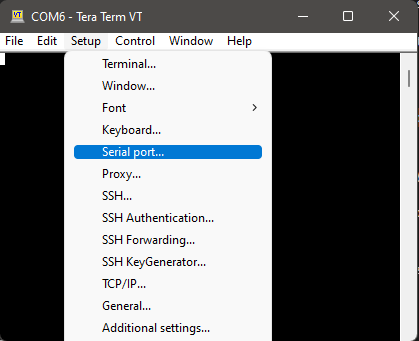 COM6 - Tera Term VT
File Edit Setup Control Window Help
Terminal...
Window...
Font
Keyboard...
Serial port...
Proxy...
SSH...
SSH Authentication...
SSH Forwarding...
SSH KeyGenerator...
TCP/IP...
General...
Additional settings...